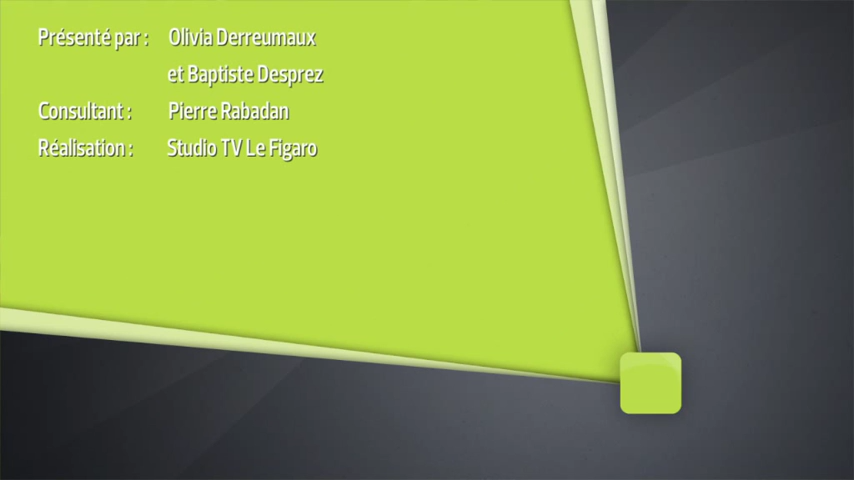 Présenté par : Olivia Derreumaux
et Baptiste Desprez
Consultant : Pierre Rabadan
Réalisation : Studio TV Le Figaro